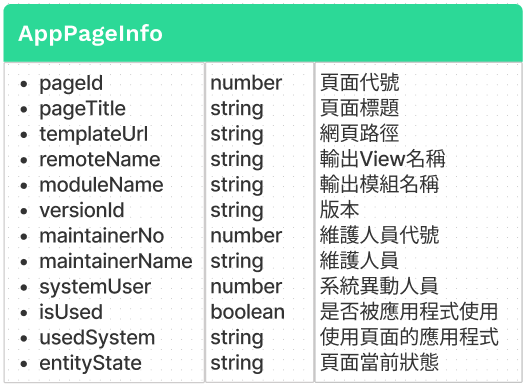 AppPageInfo
• pageId number 頁面代號
• pageTitle string 頁面標題
• templateUrl string 網頁路徑
• remoteName string 輸出View名稱
• moduleName string 輸出模組名稱
• versionId string 版本
• maintainerNo number 維護人員代號
• maintainerName string 維護人員
• systemUser number 系統異動人員
• isUsed boolean 是否被應用程式使用
• usedSystem string 使用頁面的應用程式
• entityState string 頁面當前狀態